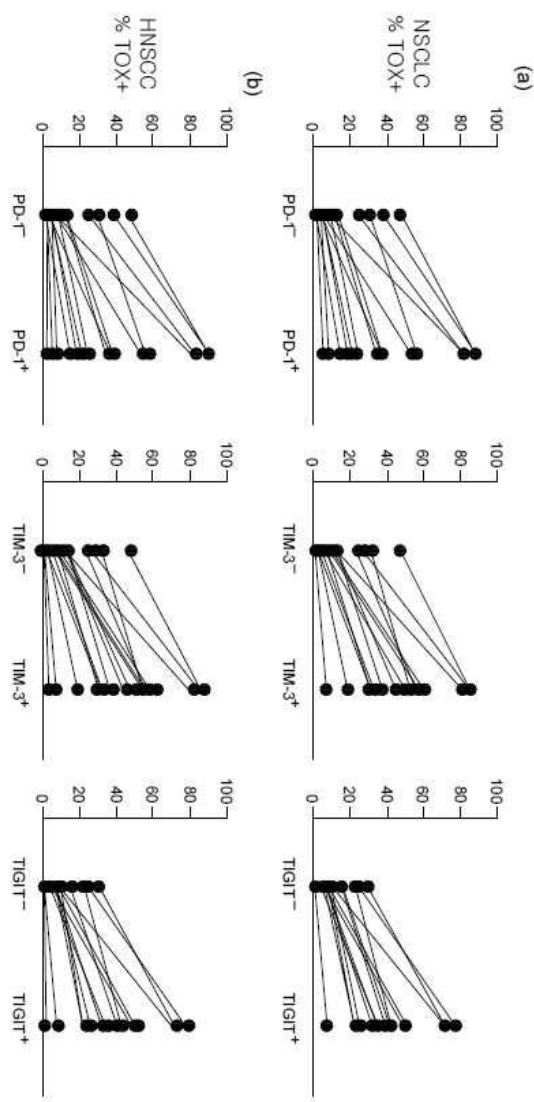 (a)
NSCLC
% TOX+
100
80
60
40
20
0
PD-1⁻
PD-1⁺
100
80
60
40
20
0
TIM-3⁻
TIM-3⁺
100
80
60
40
20
0
TIGIT⁻
TIGIT⁺
(b)
HNSCC
% TOX+
100
80
60
40
20
0
PD-1⁻
PD-1⁺
100
80
60
40
20
0
TIM-3⁻
TIM-3⁺
100
80
60
40
20
0
TIGIT⁻
TIGIT⁺